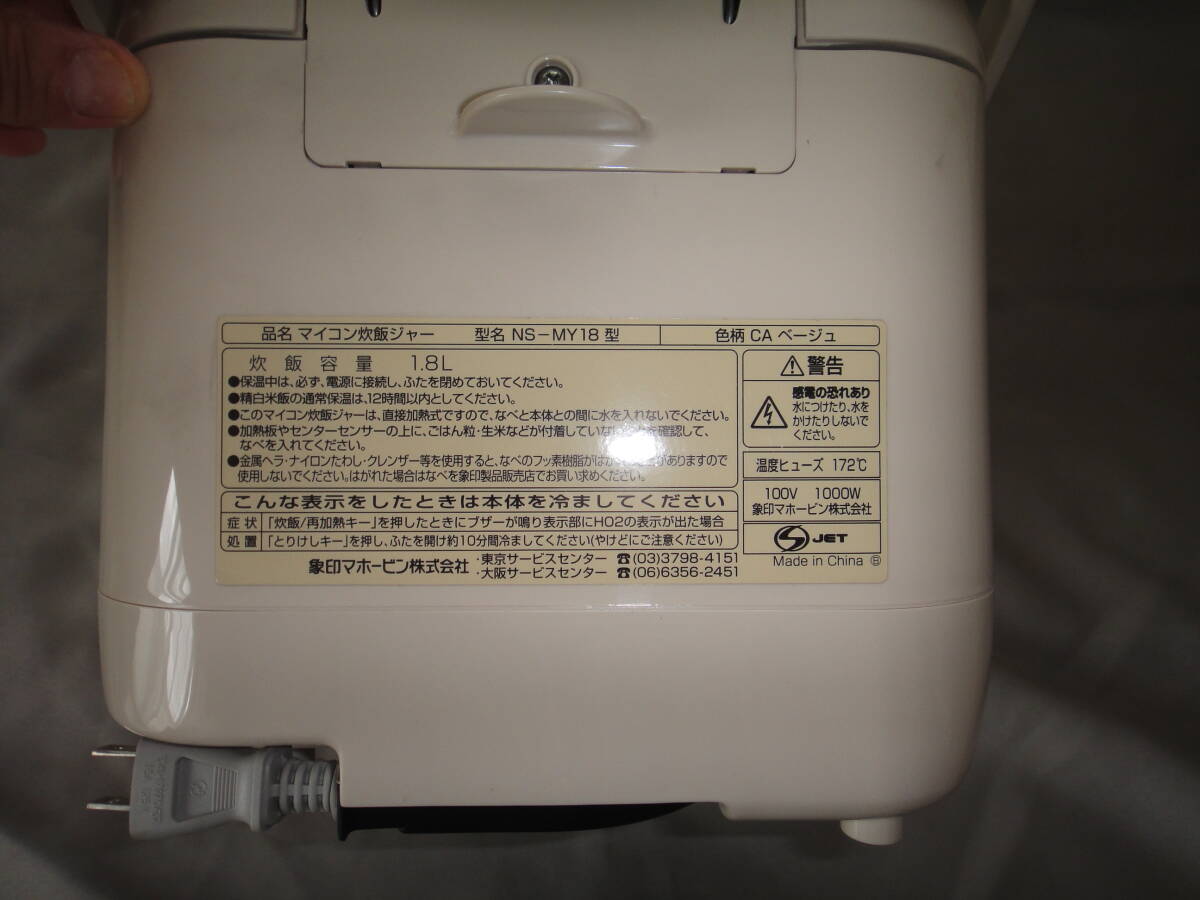 品名 マイコン炊飯ジャー 型名 NS-MY18 型 色柄 CA ベージュ
炊飯容量 1.8L
●保温中は、必ず、電源に接続し、ふたを閉めておいてください。
●精白米飯の通常保温は、12時間以内としてください。
●このマイコン炊飯ジャーは、直接加熱式ですので、なべと本体との間に水を入れないでください。
●加熱板やセンターセンサーの上に、ごはん粒・生米などが付着していない を確認して、
なべを入れてください。
●金属ヘラ・ナイロンたわし・クレンザー等を使用すると、なべのフッ素樹脂がは がありますので
使用しないでください。はがれた場合はなべを象印製品販売店でお買い求めください。
こんな表示をしたときは本体を冷ましてください
症状 「炊飯/再加熱キー」を押したときにブザーが鳴り表示部にH02の表示が出た場合
処置 「とりけしキー」を押し、ふたを開け約10分間冷ましてください(やけどにご注意ください)
象印マホービン株式会社
・東京サービスセンター ☎(03)3798-4151
・大阪サービスセンター ☎(06)6356-2451
⚠警告
感電の恐れあり
水につけたり、水を
かけたりしないで
ください。
温度ヒューズ 172℃
100V 1000W
象印マホービン株式会社
JET
Made in China Ⓑ